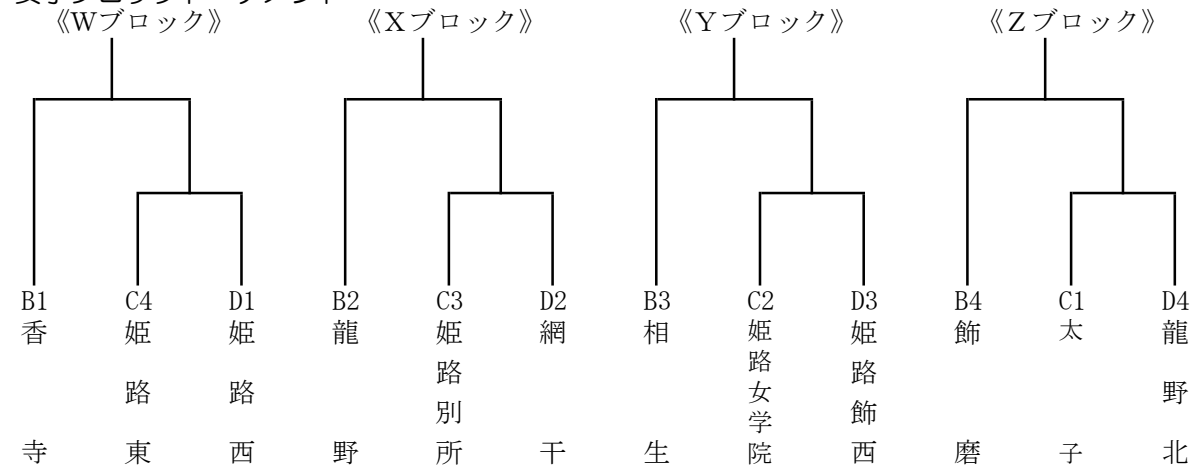 《Wブロック》 《Xブロック》 《Yブロック》 《Zブロック》
B1 C4 D1 B2 C3 D2 B3 C2 D3 B4 C1 D4
香寺
姫路東
姫路西
龍野
姫路別所
網干
相生
姫路女学院
姫路飾西
飾磨
太子
龍野北